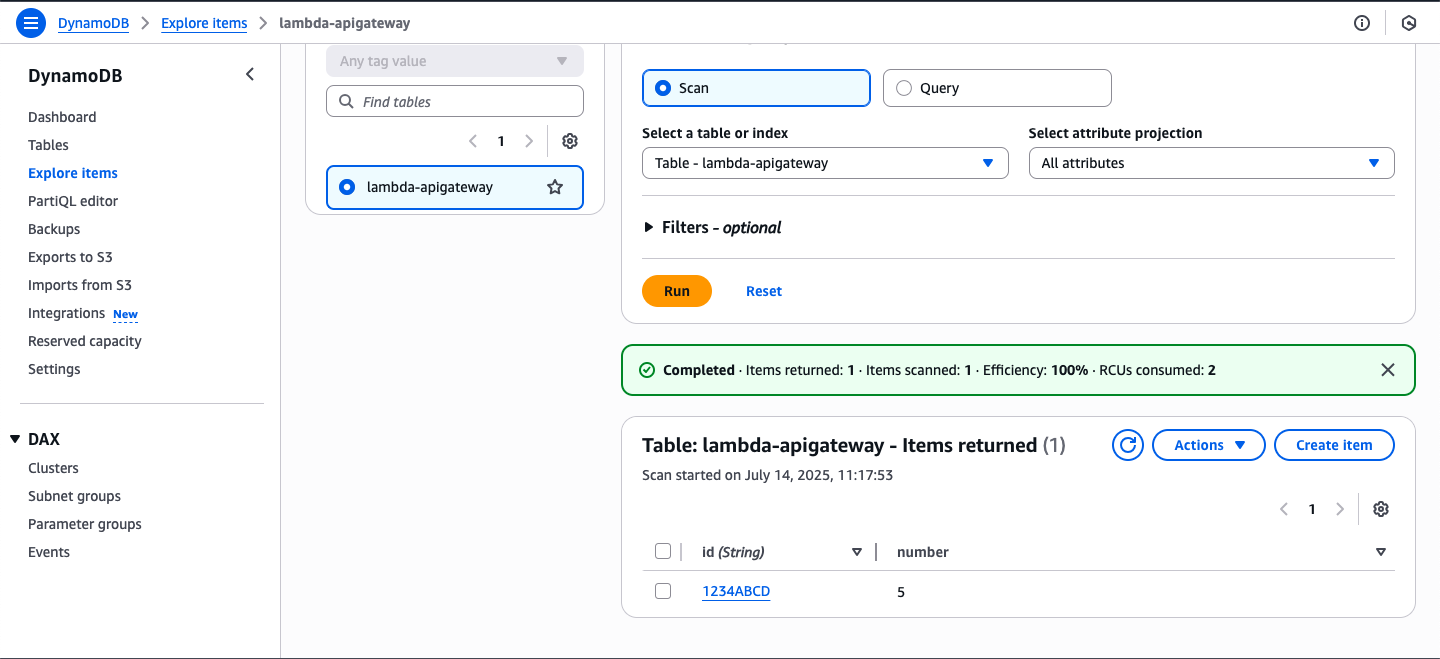 DynamoDB > Explore items > lambda-apigateway
DynamoDB
Dashboard
Tables
Explore items
PartiQL editor
Backups
Exports to S3
Imports from S3
Integrations New
Reserved capacity
Settings
DAX
Clusters
Subnet groups
Parameter groups
Events
Any tag value
Find tables
1
lambda-apigateway
Scan
Query
Select a table or index
Select attribute projection
Table - lambda-apigateway
All attributes
Filters - optional
Run
Reset
Completed · Items returned: 1 · Items scanned: 1 · Efficiency: 100% · RCUs consumed: 2
Table: lambda-apigateway - Items returned (1)
Actions
Create item
Scan started on July 14, 2025, 11:17:53
1
id (String)
number
1234ABCD
5